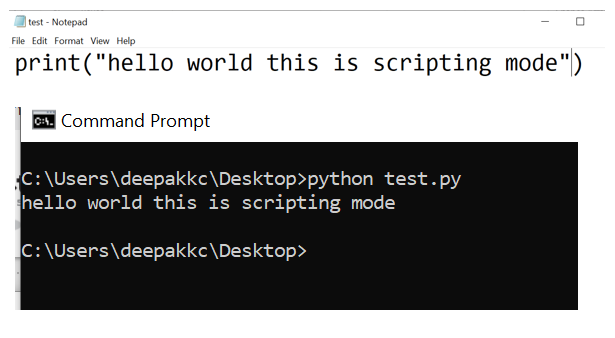 test - Notepad
File Edit Format View Help
print("hello world this is scripting mode")
C:\. Command Prompt
C:\Users\deepakkc\Desktop>python test.py
hello world this is scripting mode
C:\Users\deepakkc\Desktop>